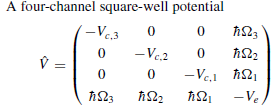 A four-channel square-well potential
V̂ = ( −V_{c,3} 0 0 ℏΩ_3
0 −V_{c,2} 0 ℏΩ_2
0 0 −V_{c,1} ℏΩ_1
ℏΩ_3 ℏΩ_2 ℏΩ_1 −V_e )